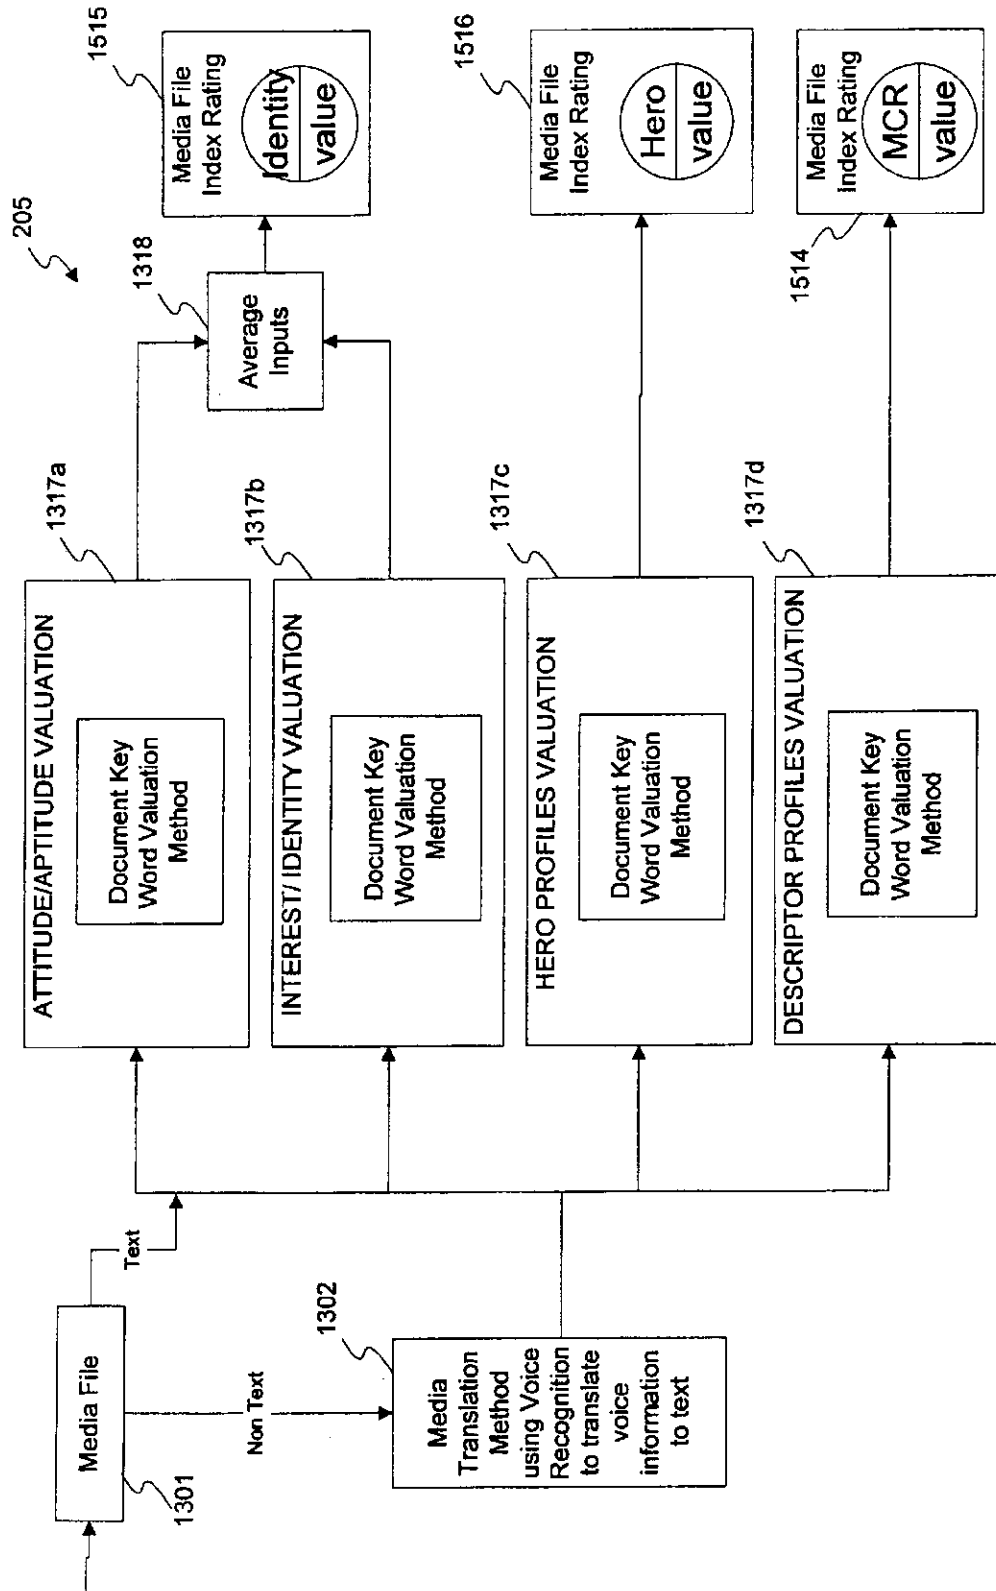 205
Media File
1301
Text
Non Text
1302
Media
Translation
Method
using Voice
Recognition
to translate
voice
information
to text
1317a
ATTITUDE/APTITUDE VALUATION
Document Key
Word Valuation
Method
1317b
INTEREST/ IDENTITY VALUATION
Document Key
Word Valuation
Method
1317c
HERO PROFILES VALUATION
Document Key
Word Valuation
Method
1317d
DESCRIPTOR PROFILES VALUATION
Document Key
Word Valuation
Method
1318
Average
Inputs
1515
Media File
Index Rating
Identity
value
1516
Media File
Index Rating
Hero
value
1514
Media File
Index Rating
MCR
value